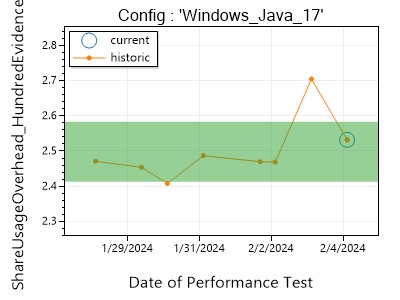 Config : 'Windows_Java_17'
ShareUsageOverhead_HundredEvidence
2.8
2.7
2.6
2.5
2.4
2.3
current
historic
1/29/2024
1/31/2024
2/2/2024
2/4/2024
Date of Performance Test